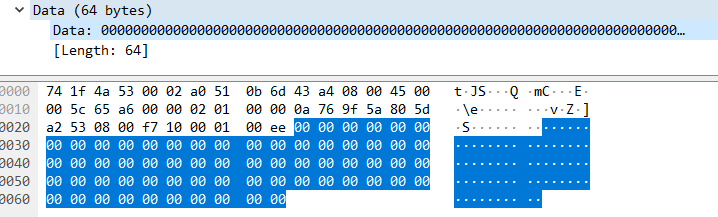 Data (64 bytes)
Data: 000000000000000000000000000000000000000000000000000000000000000000000000…
[Length: 64]
0000 74 1f 4a 53 00 02 a0 51 0b 6d 43 a4 08 00 45 00 t·JS···Q ·mC···E·
0010 00 5c 65 a6 00 00 02 01 00 00 0a 76 9f 5a 80 5d ·\e····· ···v·Z·]
0020 a2 53 08 00 f7 10 00 01 00 ee 00 00 00 00 00 00 ·S······ ········
0030 00 00 00 00 00 00 00 00 00 00 00 00 00 00 00 00 ········ ········
0040 00 00 00 00 00 00 00 00 00 00 00 00 00 00 00 00 ········ ········
0050 00 00 00 00 00 00 00 00 00 00 00 00 00 00 00 00 ········ ········
0060 00 00 00 00 00 00 00 00 00 00 ········ ··